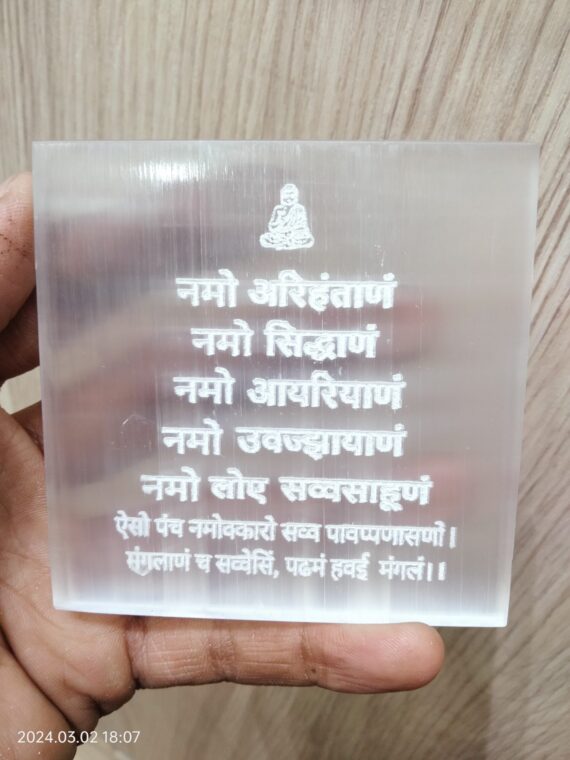 नमो अरिहंताणं
नमो सिद्धाणं
नमो आयरियाणं
नमो उवज्झायाणं
नमो लोए सव्वसाहूणं
ऐसो पंच नमोक्कारो सव्व पावप्पणासणो।
मंगलाणं च सव्वेसिं, पढमं हवई मंगलं।।
2024.03.02 18:07